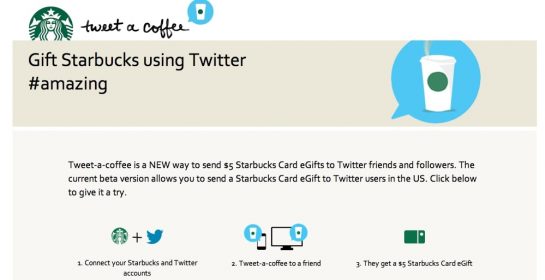 tweet a coffee
Gift Starbucks using Twitter
#amazing
Tweet-a-coffee is a NEW way to send $5 Starbucks Card eGifts to Twitter friends and followers. The
current beta version allows you to send a Starbucks Card eGift to Twitter users in the US. Click below
to give it a try.
+
1. Connect your Starbucks and Twitter
accounts
2. Tweet-a-coffee to a friend
3. They get a $5 Starbucks Card eGift